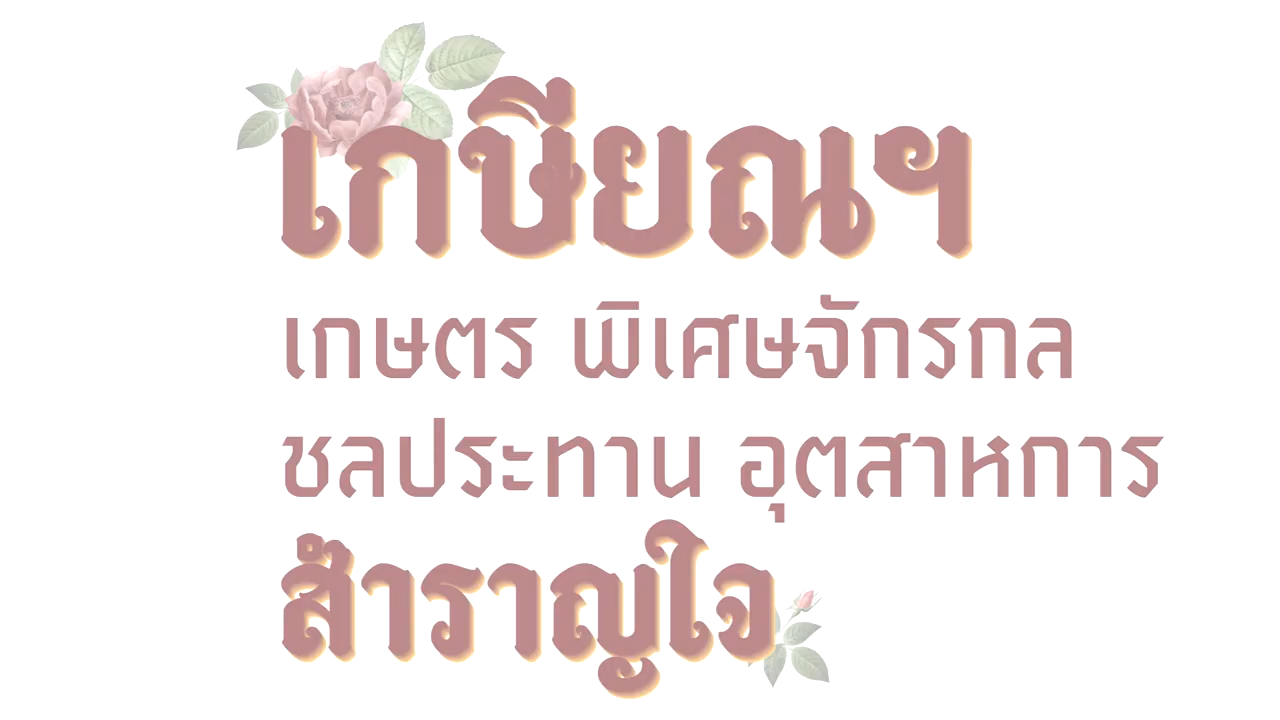 เกษียณฯ
เกษตร พิเศษจักรกล
ชลประทาน อุตสาหการ
สำราญใจ